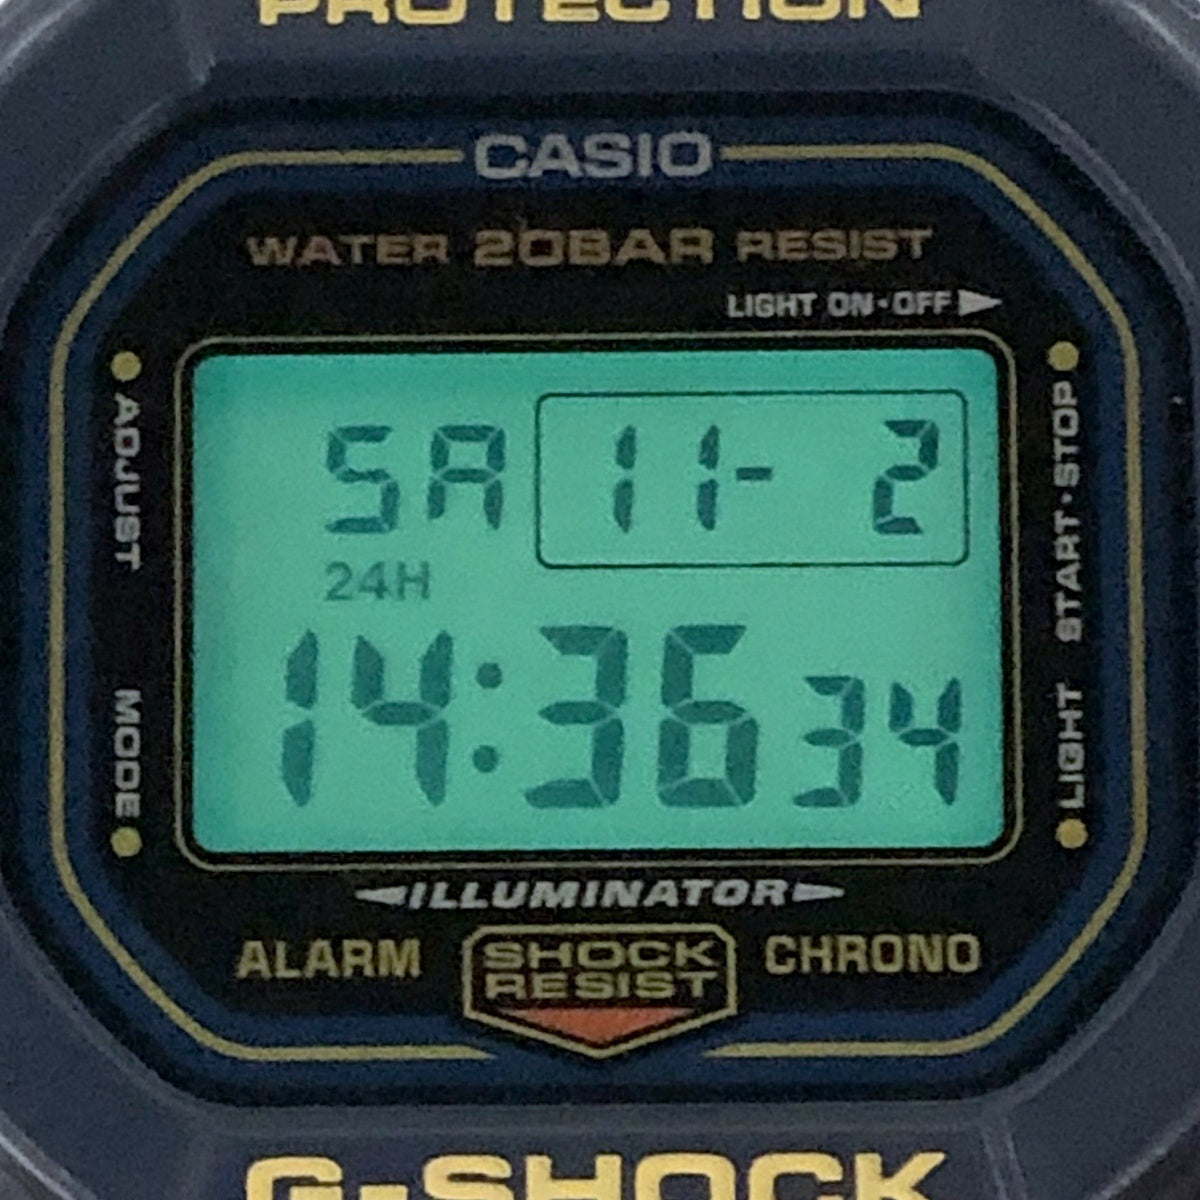 PROTECTION
CASIO
WATER 20BAR RESIST
LIGHT ON·OFF
ADJUST
START·STOP
SA 11- 2
24H
14:36 34
MODE
LIGHT
ILLUMINATOR
ALARM
SHOCK
RESIST
CHRONO
G-SHOCK